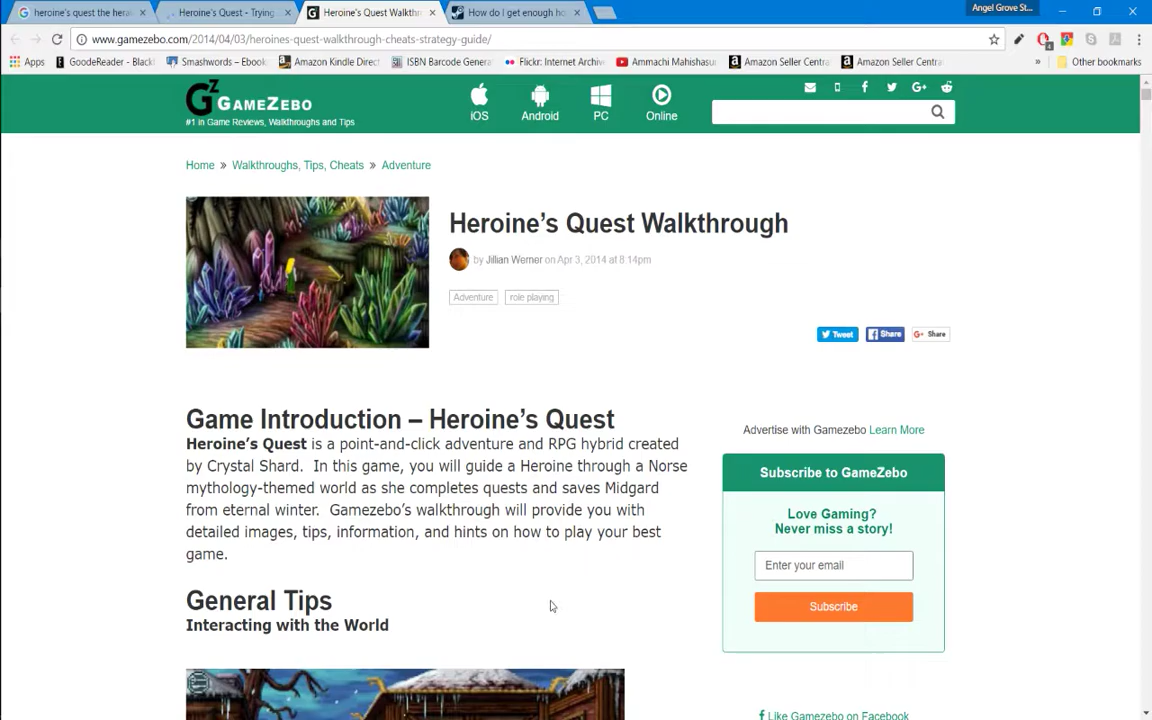 heroine's quest the hera
Heroine's Quest - Trying
Heroine's Quest Walkthr
How do I get enough ho
Angel Grove St...
www.gamezebo.com/2014/04/03/heroines-quest-walkthrough-cheats-strategy-guide/
Apps
GoodeReader - Black
Smashwords – Ebook
Amazon Kindle Direct
ISBN Barcode Genera
Flickr: Internet Archiv
Ammachi Mahishasu
Amazon Seller Centra
Amazon Seller Centra
»
Other bookmarks
GZ GAMEZEBO
#1 in Game Reviews, Walkthroughs and Tips
iOS
Android
PC
Online
Home » Walkthroughs, Tips, Cheats » Adventure
Heroine's Quest Walkthrough
by Jillian Werner on Apr 3, 2014 at 8:14pm
Adventure
role playing
Tweet
Share
G+ Share
Game Introduction – Heroine's Quest
Heroine's Quest is a point-and-click adventure and RPG hybrid created
by Crystal Shard. In this game, you will guide a Heroine through a Norse
mythology-themed world as she completes quests and saves Midgard
from eternal winter. Gamezebo's walkthrough will provide you with
detailed images, tips, information, and hints on how to play your best
game.
General Tips
Interacting with the World
Advertise with Gamezebo Learn More
Subscribe to GameZebo
Love Gaming?
Never miss a story!
Enter your email
Subscribe
Like Gamezebo on Facebook